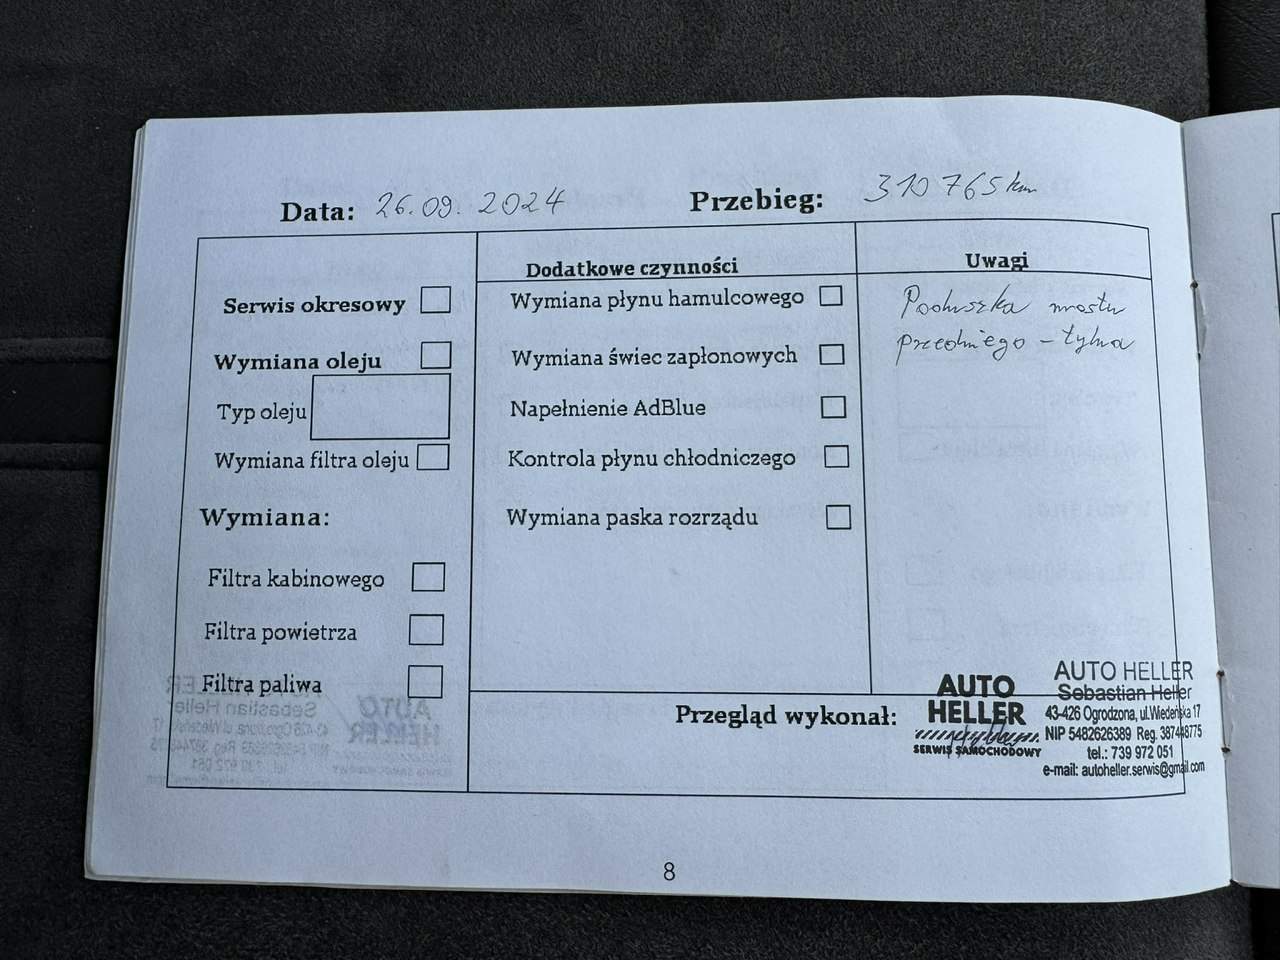 Data: 26.09.2024 Przebieg: 310 765 km
Dodatkowe czynności
Uwagi
Serwis okresowy
Wymiana oleju
Typ oleju
Wymiana filtra oleju
Wymiana:
Filtra kabinowego
Filtra powietrza
Filtra paliwa
Wymiana płynu hamulcowego
Wymiana świec zapłonowych
Napełnienie AdBlue
Kontrola płynu chłodniczego
Wymiana paska rozrządu
Poduszka mostu
przedniego - tylna
Przegląd wykonał:
AUTO
HELLER
SERWIS SAMOCHODOWY
AUTO HELLER
Sebastian Heller
43-426 Ogrodzona, ul.Wiedeńska 17
NIP 5482626389 Reg. 387448775
tel.: 739 972 051
e-mail: autoheller.serwis@gmail.com
8